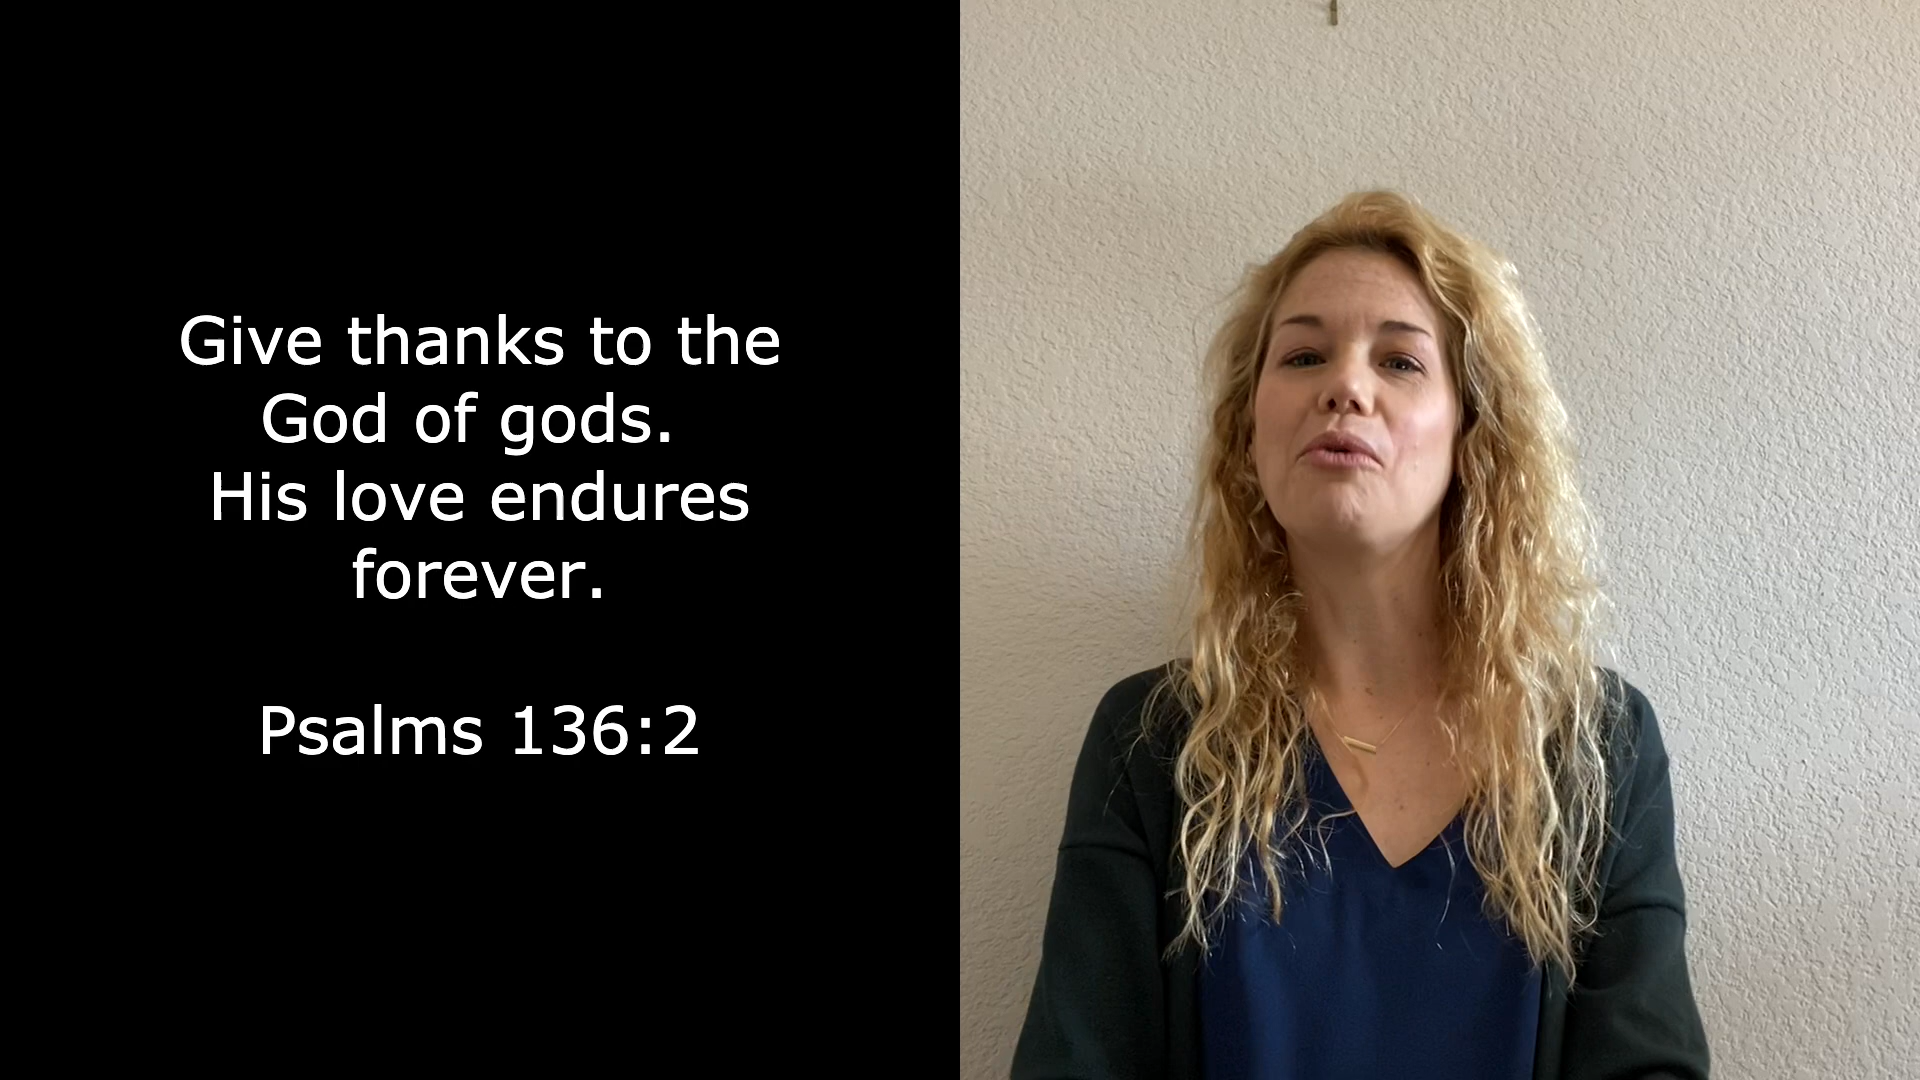 Give thanks to the
God of gods.
His love endures
forever.
Psalms 136:2